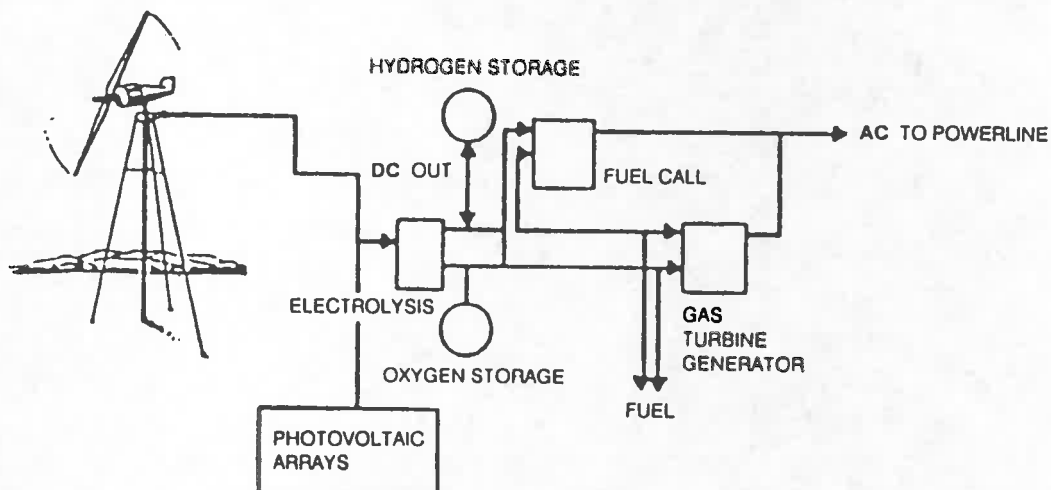 HYDROGEN STORAGE
AC TO POWERLINE
DC OUT
FUEL CALL
ELECTROLYSIS
GAS
TURBINE
GENERATOR
OXYGEN STORAGE
FUEL
PHOTOVOLTAIC
ARRAYS